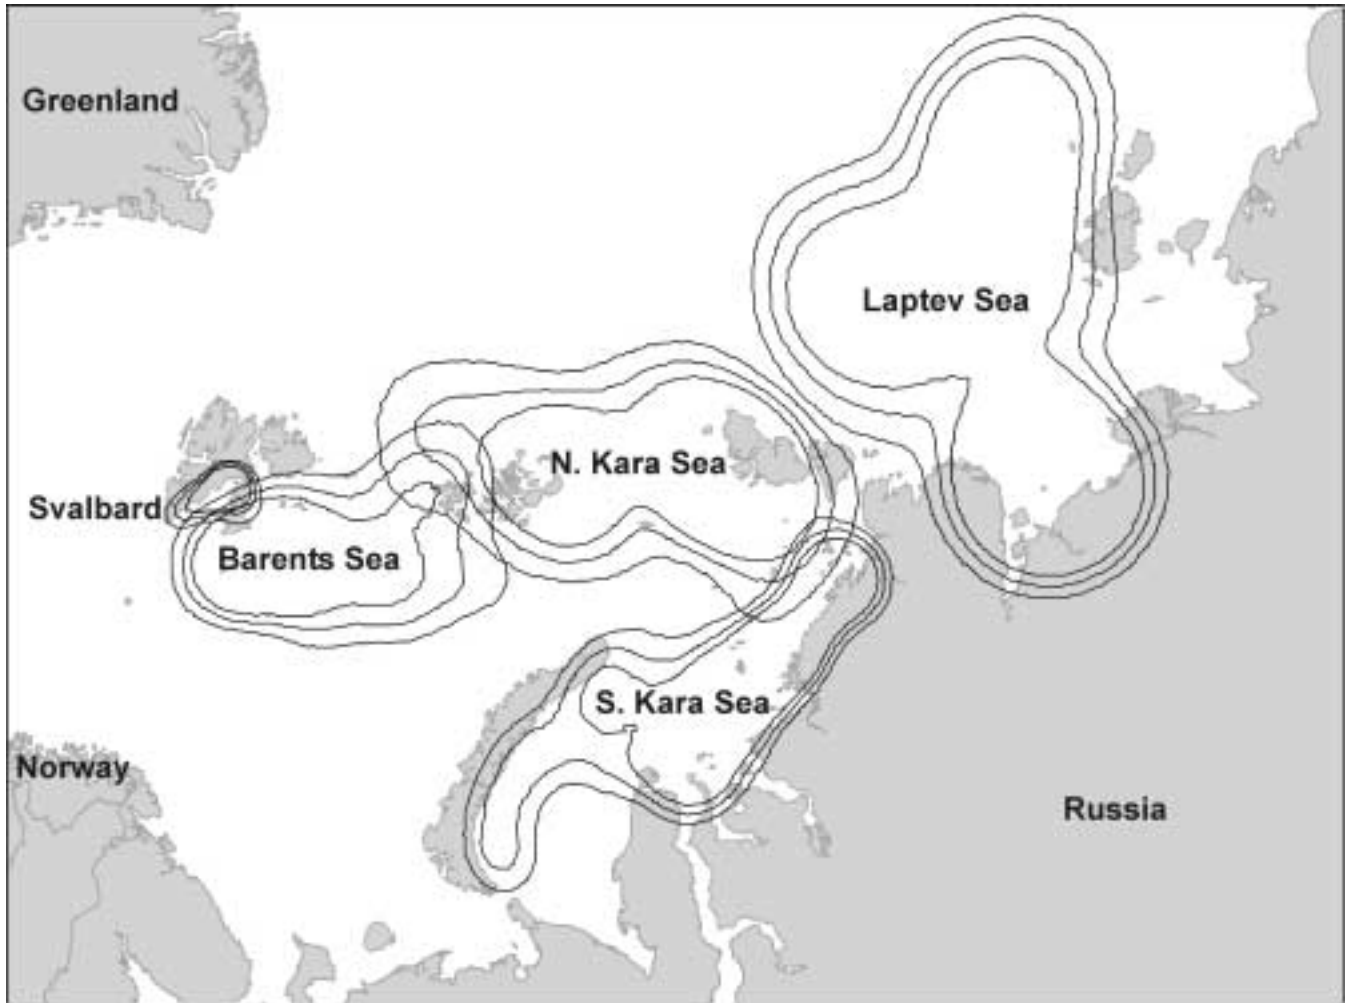 Greenland
Laptev Sea
N. Kara Sea
Svalbard
Barents Sea
S. Kara Sea
Norway
Russia